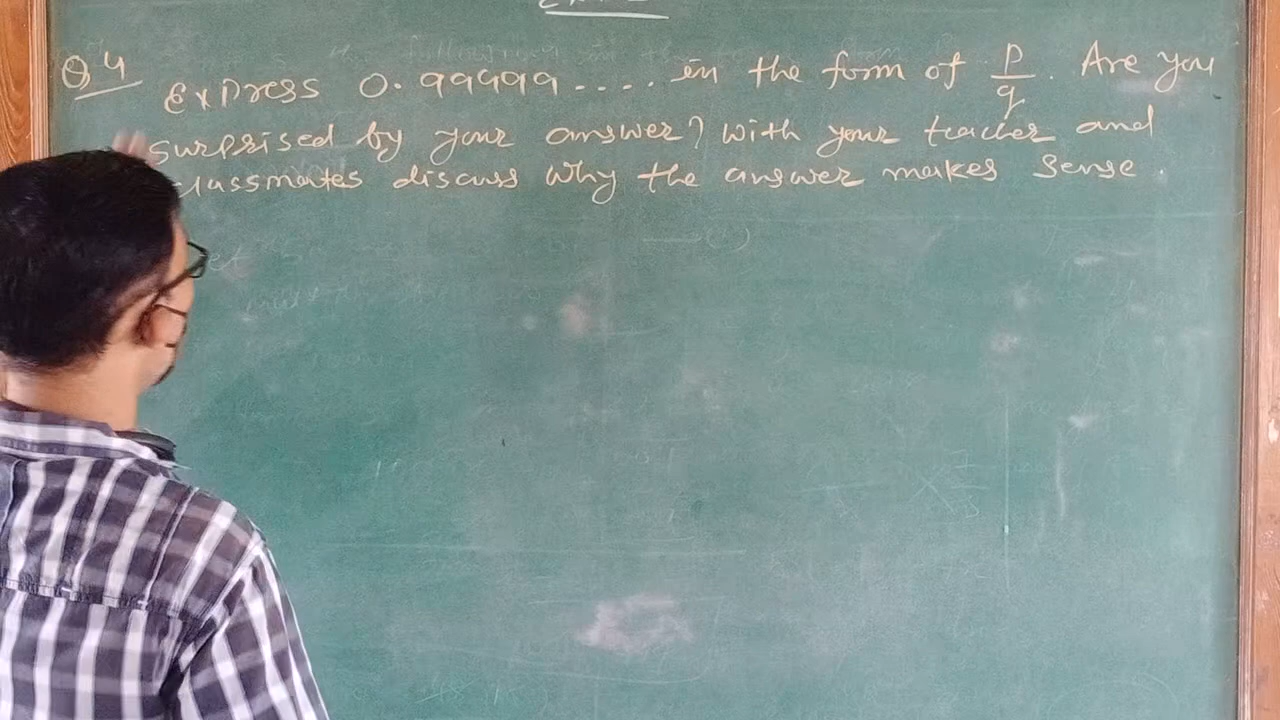 Q.4 Express 0.99999.... in the form of p/q. Are you
surprised by your answer? With your teacher and
classmates discuss why the answer makes sense.